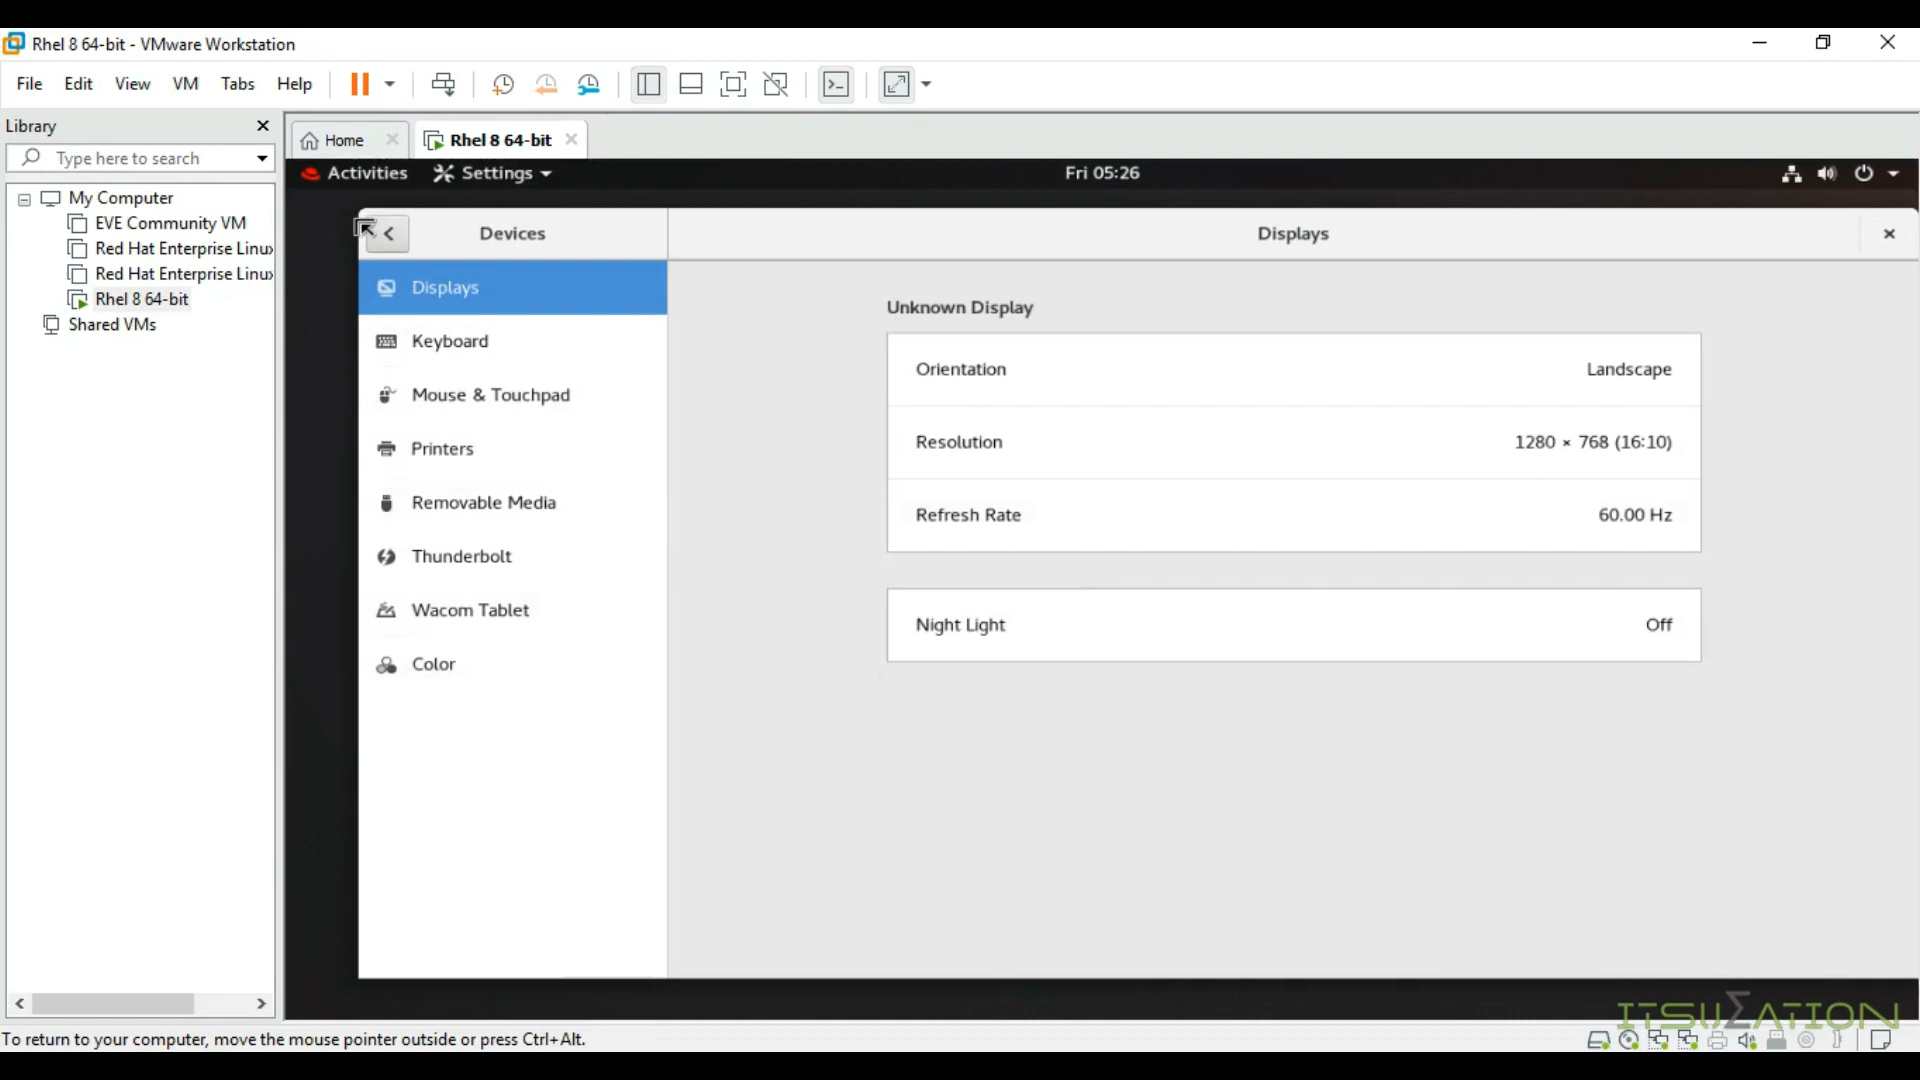 Rhel 8 64-bit - VMware Workstation
File Edit View VM Tabs Help
Library
Type here to search
My Computer
EVE Community VM
Red Hat Enterprise Linux
Red Hat Enterprise Linux
Rhel 8 64-bit
Shared VMs
Home
Rhel 8 64-bit
Activities Settings Fri 05:26
Devices
Displays
Displays
Keyboard
Mouse & Touchpad
Printers
Removable Media
Thunderbolt
Wacom Tablet
Color
Unknown Display
Orientation Landscape
Resolution 1280 × 768 (16:10)
Refresh Rate 60.00 Hz
Night Light Off
To return to your computer, move the mouse pointer outside or press Ctrl+Alt.